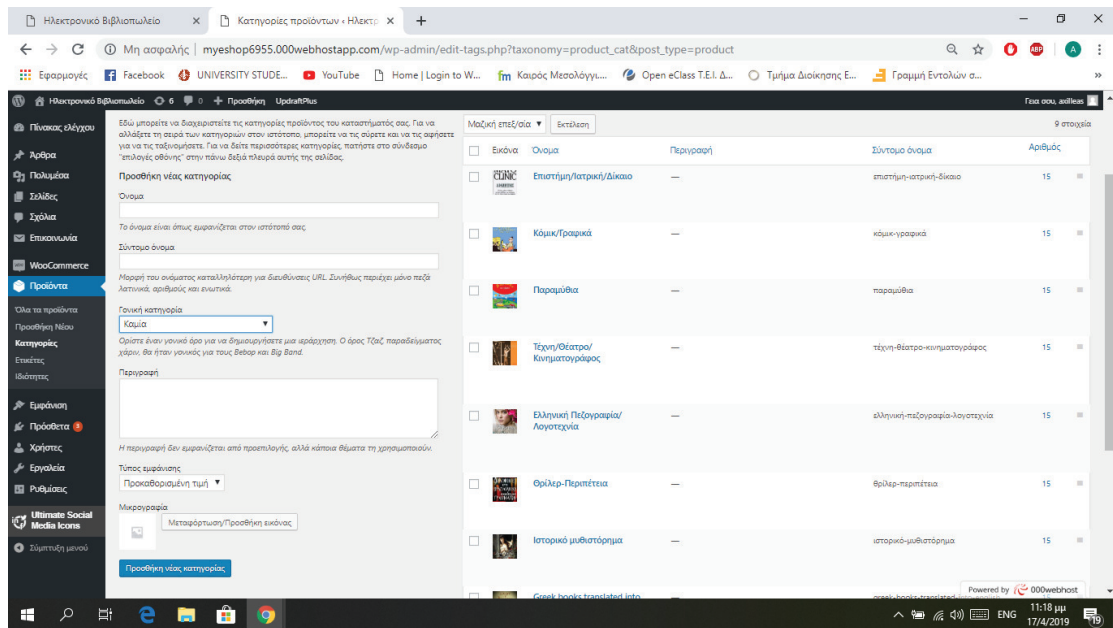 Ηλεκτρονικό Βιβλιοπωλείο
Κατηγορίες προϊόντων ‹ Ηλεκτρ
Μη ασφαλής | myeshop6955.000webhostapp.com/wp-admin/edit-tags.php?taxonomy=product_cat&post_type=product
Εφαρμογές Facebook UNIVERSITY STUDE... YouTube Home | Login to W... Καιρός Μεσολόγγι,... Open eClass Τ.Ε.Ι. Δ... Τμήμα Διοίκησης Ε... Γραμμή Εντολών σ... »
Ηλεκτρονικό Βιβλιοπωλείο 6 0 Προσθήκη UpdraftPlus Γεια σου, axilleas
Πίνακας ελέγχου
Άρθρα
Πολυμέσα
Σελίδες
Σχόλια
Επικοινωνία
WooCommerce
Προϊόντα
Όλα τα προϊόντα
Προσθήκη Νέου
Κατηγορίες
Ετικέτες
Ιδιότητες
Εμφάνιση
Πρόσθετα 3
Χρήστες
Εργαλεία
Ρυθμίσεις
Ultimate Social
Media Icons
Σύμπτυξη μενού
Εδώ μπορείτε να διαχειριστείτε τις κατηγορίες προϊόντος του καταστήματός σας. Για να
αλλάξετε τη σειρά των κατηγοριών στον ιστότοπο, μπορείτε να τις σύρετε και να τις αφήσετε
για να τις ταξινομήσετε. Για να δείτε περισσότερες κατηγορίες, πατήστε στο σύνδεσμο
"επιλογές οθόνης" στην πάνω δεξιά πλευρά αυτής της σελίδας.
Προσθήκη νέας κατηγορίας
Όνομα
Το όνομα είναι όπως εμφανίζεται στον ιστότοπό σας.
Σύντομο όνομα
Μορφή του ονόματος καταλληλότερη για διευθύνσεις URL. Συνήθως περιέχει μόνο πεζά
λατινικά, αριθμούς και ενωτικά.
Γονική κατηγορία
Καμία
Ορίστε έναν γονικό όρο για να δημιουργήσετε μια ιεράρχηση. Ο όρος Τζαζ, παραδείγματος
χάριν, θα ήταν γονικός για τους Bebop και Big Band.
Περιγραφή
Η περιγραφή δεν εμφανίζεται από προεπιλογής, αλλά κάποια θέματα τη χρησιμοποιούν.
Τύπος εμφάνισης
Προκαθορισμένη τιμή
Μικρογραφία
Μεταφόρτωση/Προσθήκη εικόνας
Προσθήκη νέας κατηγορίας
Μαζική επεξ/σία Εκτέλεση 9 στοιχεία
Εικόνα Όνομα Περιγραφή Σύντομο όνομα Αριθμός
CLINIC
Επιστήμη/Ιατρική/Δίκαιο — επιστήμη-ιατρική-δίκαιο 15
Κόμικ/Γραφικά — κόμικ-γραφικά 15
Παραμύθια — παραμύθια 15
Τέχνη/Θέατρο/
Κινηματογράφος — τέχνη-θέατρο-κινηματογράφος 15
Ελληνική Πεζογραφία/
Λογοτεχνία — ελληνική-πεζογραφία-λογοτεχνία 15
Θρίλερ-Περιπέτεια — θρίλερ-περιπέτεια 15
Ιστορικό μυθιστόρημα — ιστορικό-μυθιστόρημα 15
Greek books translated into
Powered by 000webhost
ENG 11:18 μμ
17/4/2019
19